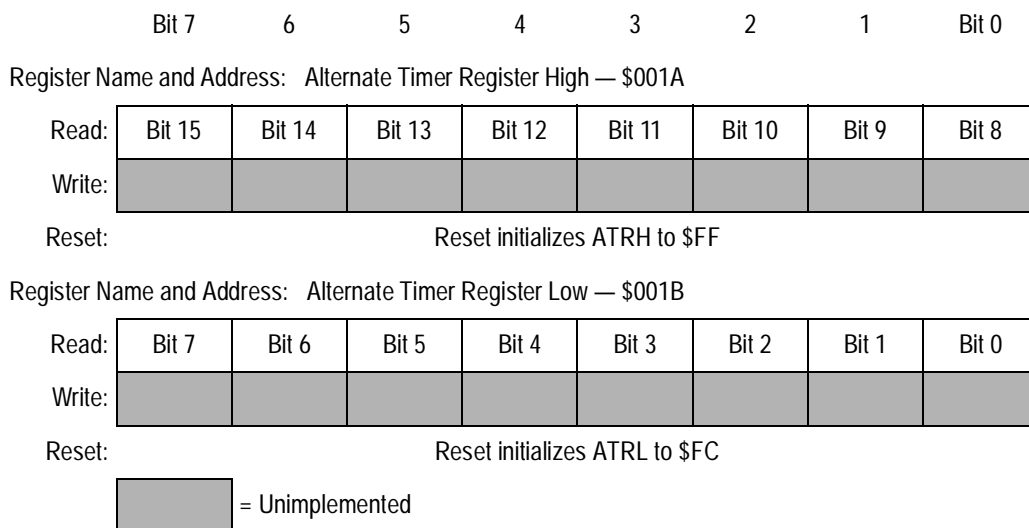 Bit 7 6 5 4 3 2 1 Bit 0
Register Name and Address: Alternate Timer Register High — $001A
Read: Bit 15 Bit 14 Bit 13 Bit 12 Bit 11 Bit 10 Bit 9 Bit 8
Write:
Reset: Reset initializes ATRH to $FF
Register Name and Address: Alternate Timer Register Low — $001B
Read: Bit 7 Bit 6 Bit 5 Bit 4 Bit 3 Bit 2 Bit 1 Bit 0
Write:
Reset: Reset initializes ATRL to $FC
= Unimplemented